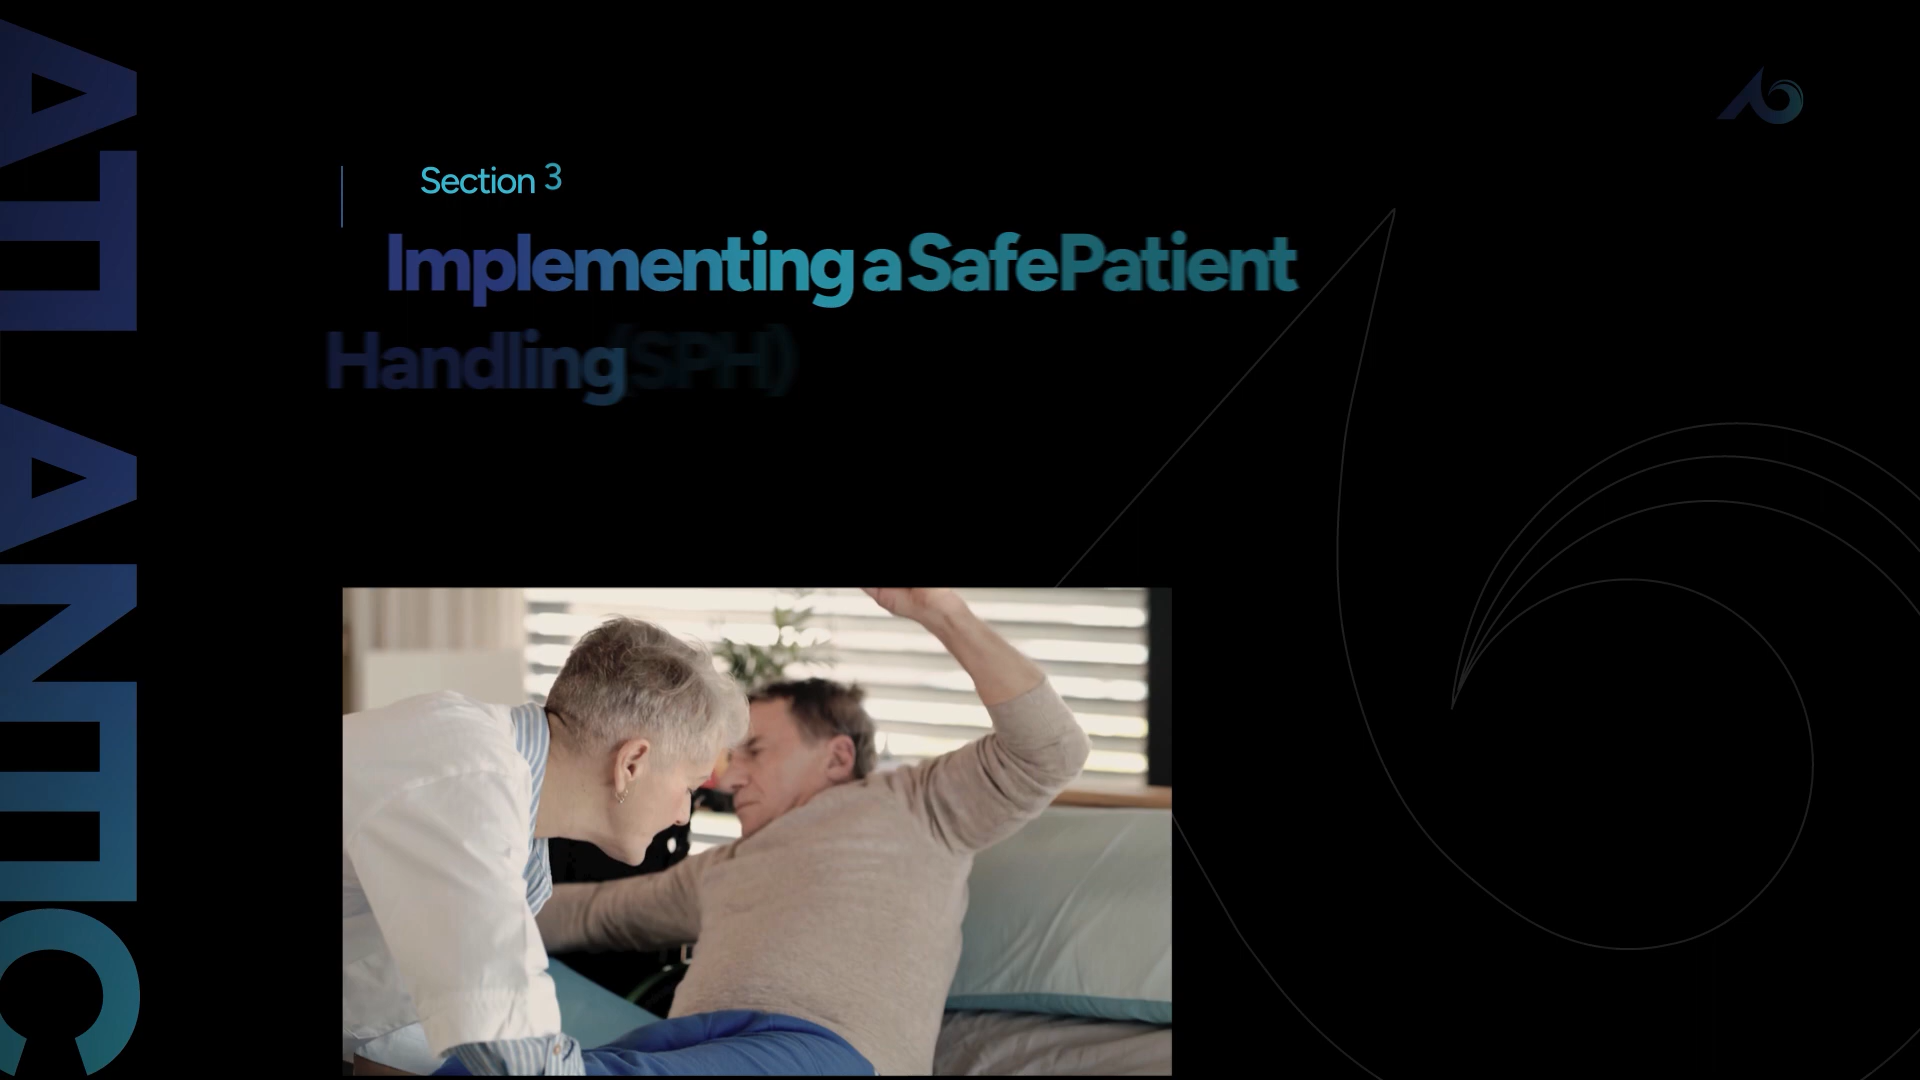 ATLANTIC
Section 3
Implementing a Safe Patient
Handling (SPH)